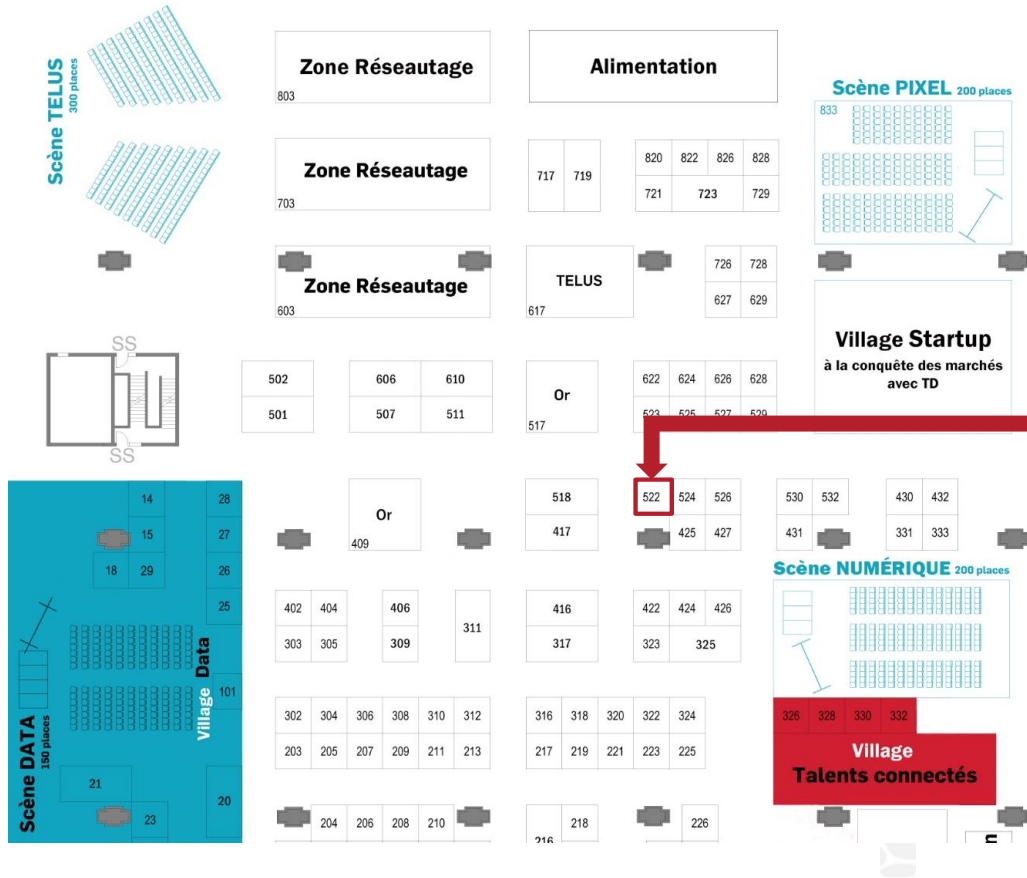 Scène TELUS
300 places
Zone Réseautage
803
Alimentation
Scène PIXEL 200 places
833
Zone Réseautage
703
717 719
820 822 826 828
721 723 729
Zone Réseautage
603
TELUS
617
726 728
627 629
Village Startup
à la conquête des marchés
avec TD
SS
SS
502
501
606 610
507 511
Or
517
622 624 626 628
523 525 527 529
14
15
18 29
28
27
26
25
101
Or
409
518
417
522 524 526
425 427
530 532
431
430 432
331 333
Scène NUMÉRIQUE 200 places
402 404
303 305
406
309
311
416
317
422 424 426
323 325
Village Data
Scène DATA
150 places
21
23
20
302 304 306 308 310 312
203 205 207 209 211 213
316 318 320 322 324
217 219 221 223 225
326 328 330 332
Village
Talents connectés
204 206 208 210
218
216
226